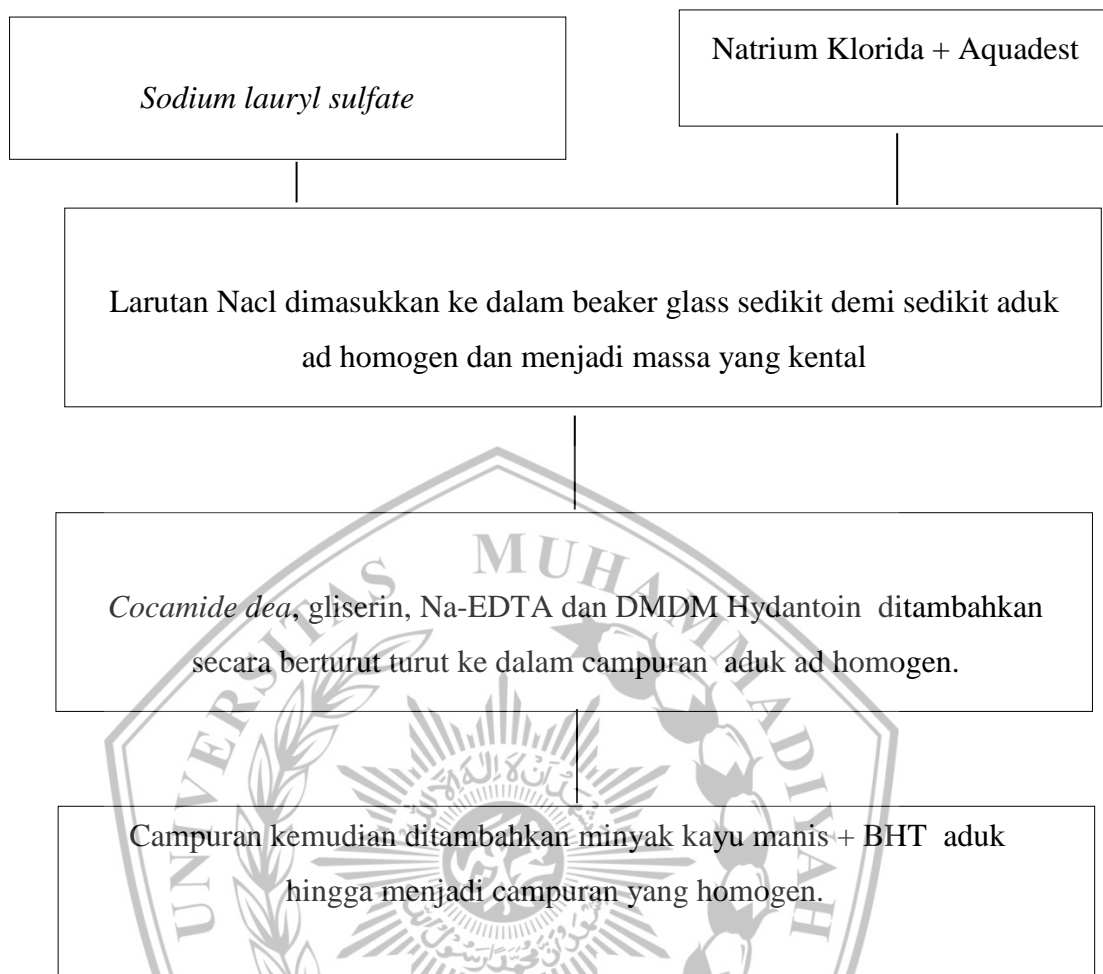 Sodium lauryl sulfate
Natrium Klorida + Aquadest
Larutan Nacl dimasukkan ke dalam beaker glass sedikit demi sedikit aduk
ad homogen dan menjadi massa yang kental
Cocamide dea, gliserin, Na-EDTA dan DMDM Hydantoin ditambahkan
secara berturut turut ke dalam campuran aduk ad homogen.
Campuran kemudian ditambahkan minyak kayu manis + BHT aduk
hingga menjadi campuran yang homogen.
UNIVERSITAS MUHAMMADIYAH